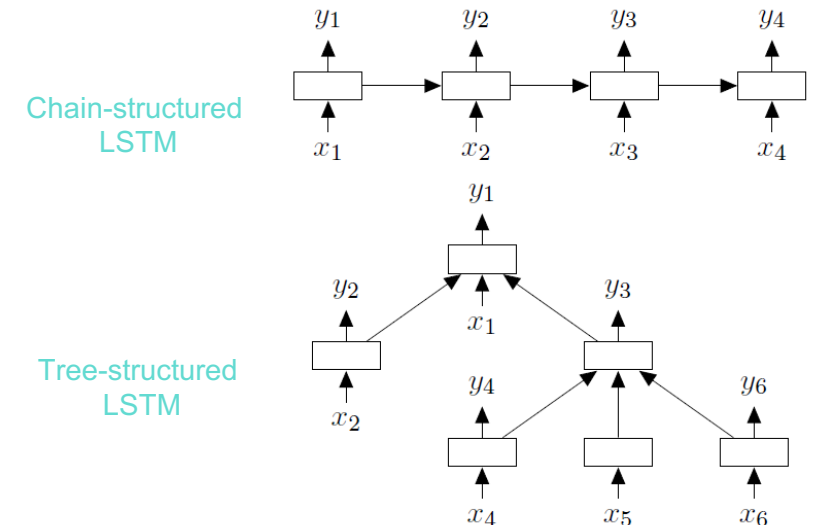 y1 y2 y3 y4
Chain-structured
LSTM
x1 x2 x3 x4
y1
y2 y3
x1
Tree-structured
LSTM
y4 y6
x2
x4 x5 x6